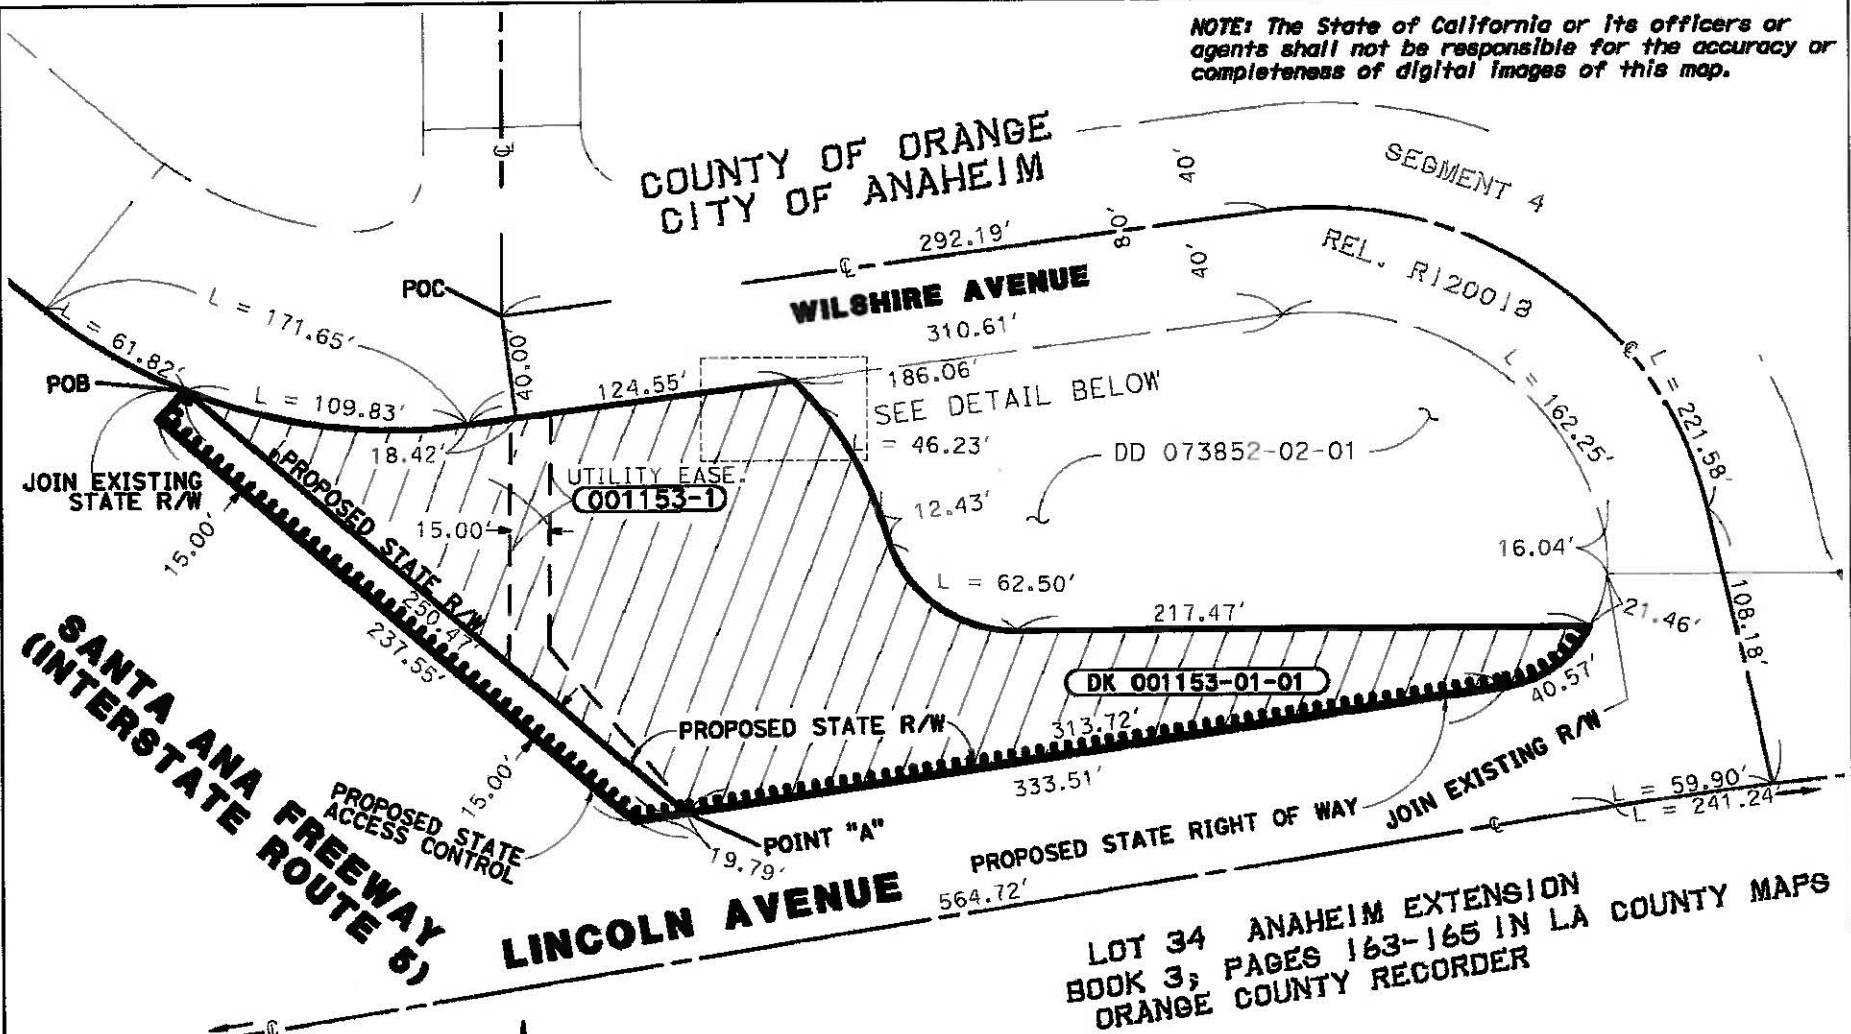 NOTE: The State of California or its officers or
agents shall not be responsible for the accuracy or
completeness of digital images of this map.
COUNTY OF ORANGE
CITY OF ANAHEIM
40'
SEGMENT 4
80'
292.19'
40'
REL. R120013
℄
℄
POC
WILSHIRE AVENUE
310.61'
L = 171.65'
L = 61.82'
POB
40.00'
124.55'
186.06'
SEE DETAIL BELOW
L = 109.83'
18.42'
L = 46.23'
DD 073852-02-01
℄
L = 162.25'
L = 221.58'
JOIN EXISTING
STATE R/W
PROPOSED STATE R/W
UTILITY EASE.
001153-1
15.00'
15.00'
12.43'
16.04'
L = 62.50'
217.47'
21.46'
108.18'
250.47'
237.55'
DK 001153-01-01
40.57'
PROPOSED STATE R/W
313.72'
333.51'
15.00'
SANTA ANA FREEWAY
(INTERSTATE ROUTE 5)
PROPOSED STATE
ACCESS CONTROL
POINT "A"
19.79'
PROPOSED STATE RIGHT OF WAY
JOIN EXISTING R/W
L = 59.90'
L = 241.24'
℄
LINCOLN AVENUE
564.72'
LOT 34 ANAHEIM EXTENSION
BOOK 3; PAGES 163-165 IN LA COUNTY MAPS
ORANGE COUNTY RECORDER
℄